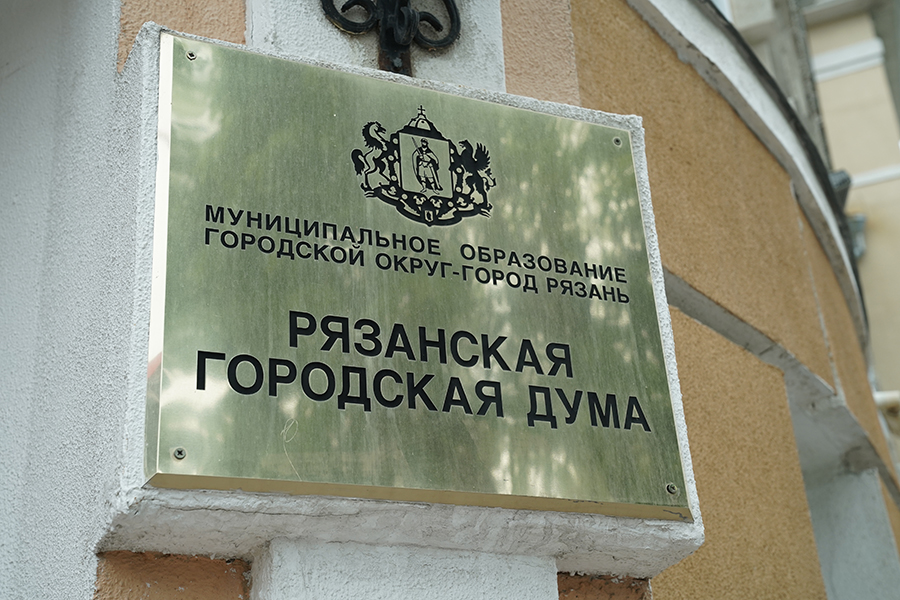 МУНИЦИПАЛЬНОЕ ОБРАЗОВАНИЕ
ГОРОДСКОЙ ОКРУГ-ГОРОД РЯЗАНЬ
РЯЗАНСКАЯ
ГОРОДСКАЯ ДУМА